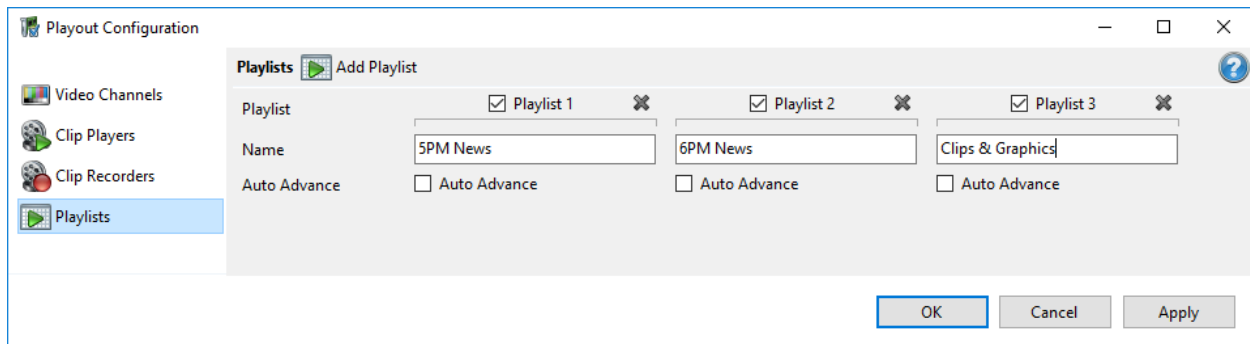 Playout Configuration
Playlists Add Playlist
Video Channels
Clip Players
Clip Recorders
Playlists
Playlist Playlist 1 Playlist 2 Playlist 3
Name 5PM News 6PM News Clips & Graphics
Auto Advance Auto Advance Auto Advance Auto Advance
OK Cancel Apply